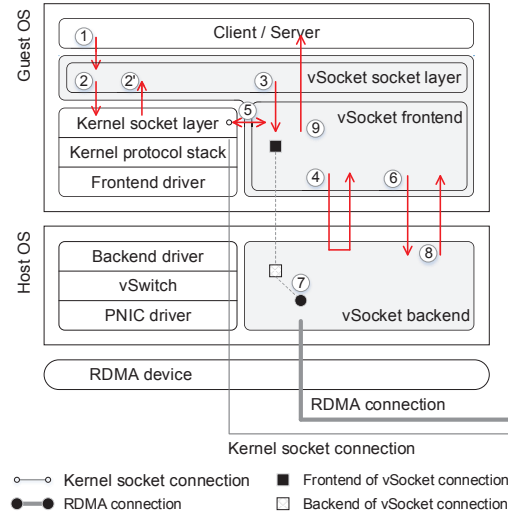 Guest OS
Client / Server
1
vSocket socket layer
2
2'
3
vSocket frontend
Kernel socket layer
5
9
Kernel protocol stack
Frontend driver
4
6
Host OS
Backend driver
8
vSwitch
7
PNIC driver
vSocket backend
RDMA device
RDMA connection
Kernel socket connection
Kernel socket connection
Frontend of vSocket connection
RDMA connection
Backend of vSocket connection